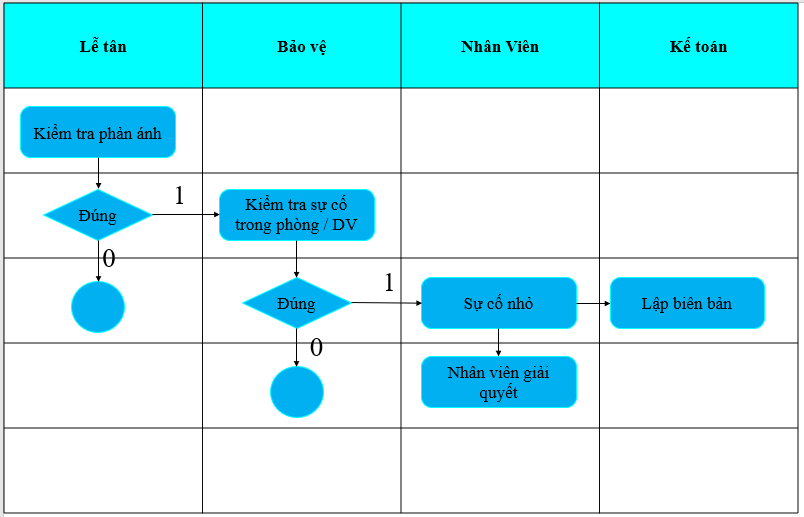 Lễ tân
Bảo vệ
Nhân Viên
Kế toán
Kiểm tra phản ánh
Đúng
1
Kiểm tra sự cố
trong phòng / DV
0
Đúng
1
Sự cố nhỏ
Lập biên bản
0
Nhân viên giải
quyết